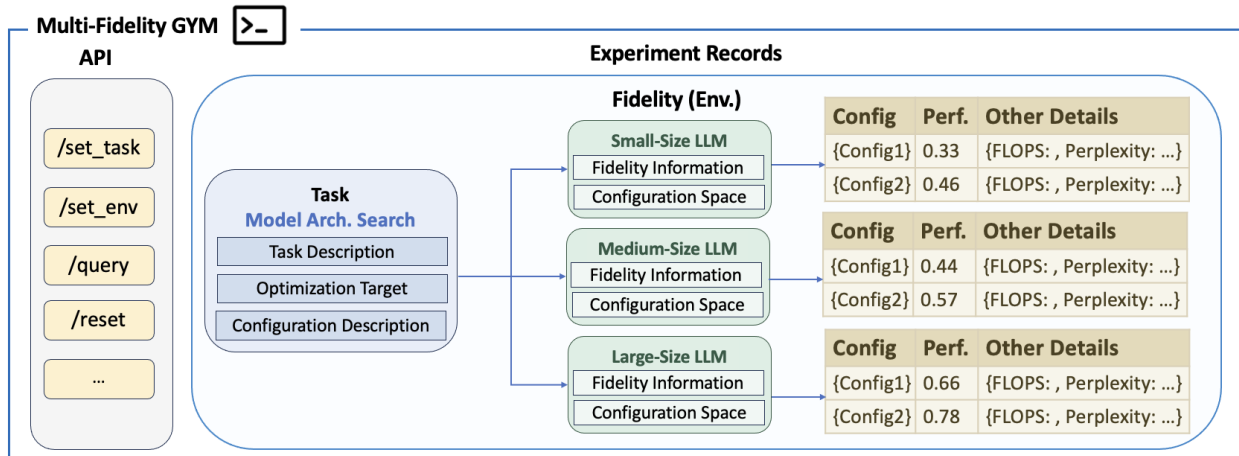 Multi-Fidelity GYM >_
API
/set_task
/set_env
/query
/reset
...
Experiment Records
Task
Model Arch. Search
Task Description
Optimization Target
Configuration Description
Fidelity (Env.)
Small-Size LLM
Fidelity Information
Configuration Space
Medium-Size LLM
Fidelity Information
Configuration Space
Large-Size LLM
Fidelity Information
Configuration Space
Config Perf. Other Details
{Config1} 0.33 {FLOPS: , Perplexity: ...}
{Config2} 0.46 {FLOPS: , Perplexity: ...}
Config Perf. Other Details
{Config1} 0.44 {FLOPS: , Perplexity: ...}
{Config2} 0.57 {FLOPS: , Perplexity: ...}
Config Perf. Other Details
{Config1} 0.66 {FLOPS: , Perplexity: ...}
{Config2} 0.78 {FLOPS: , Perplexity: ...}